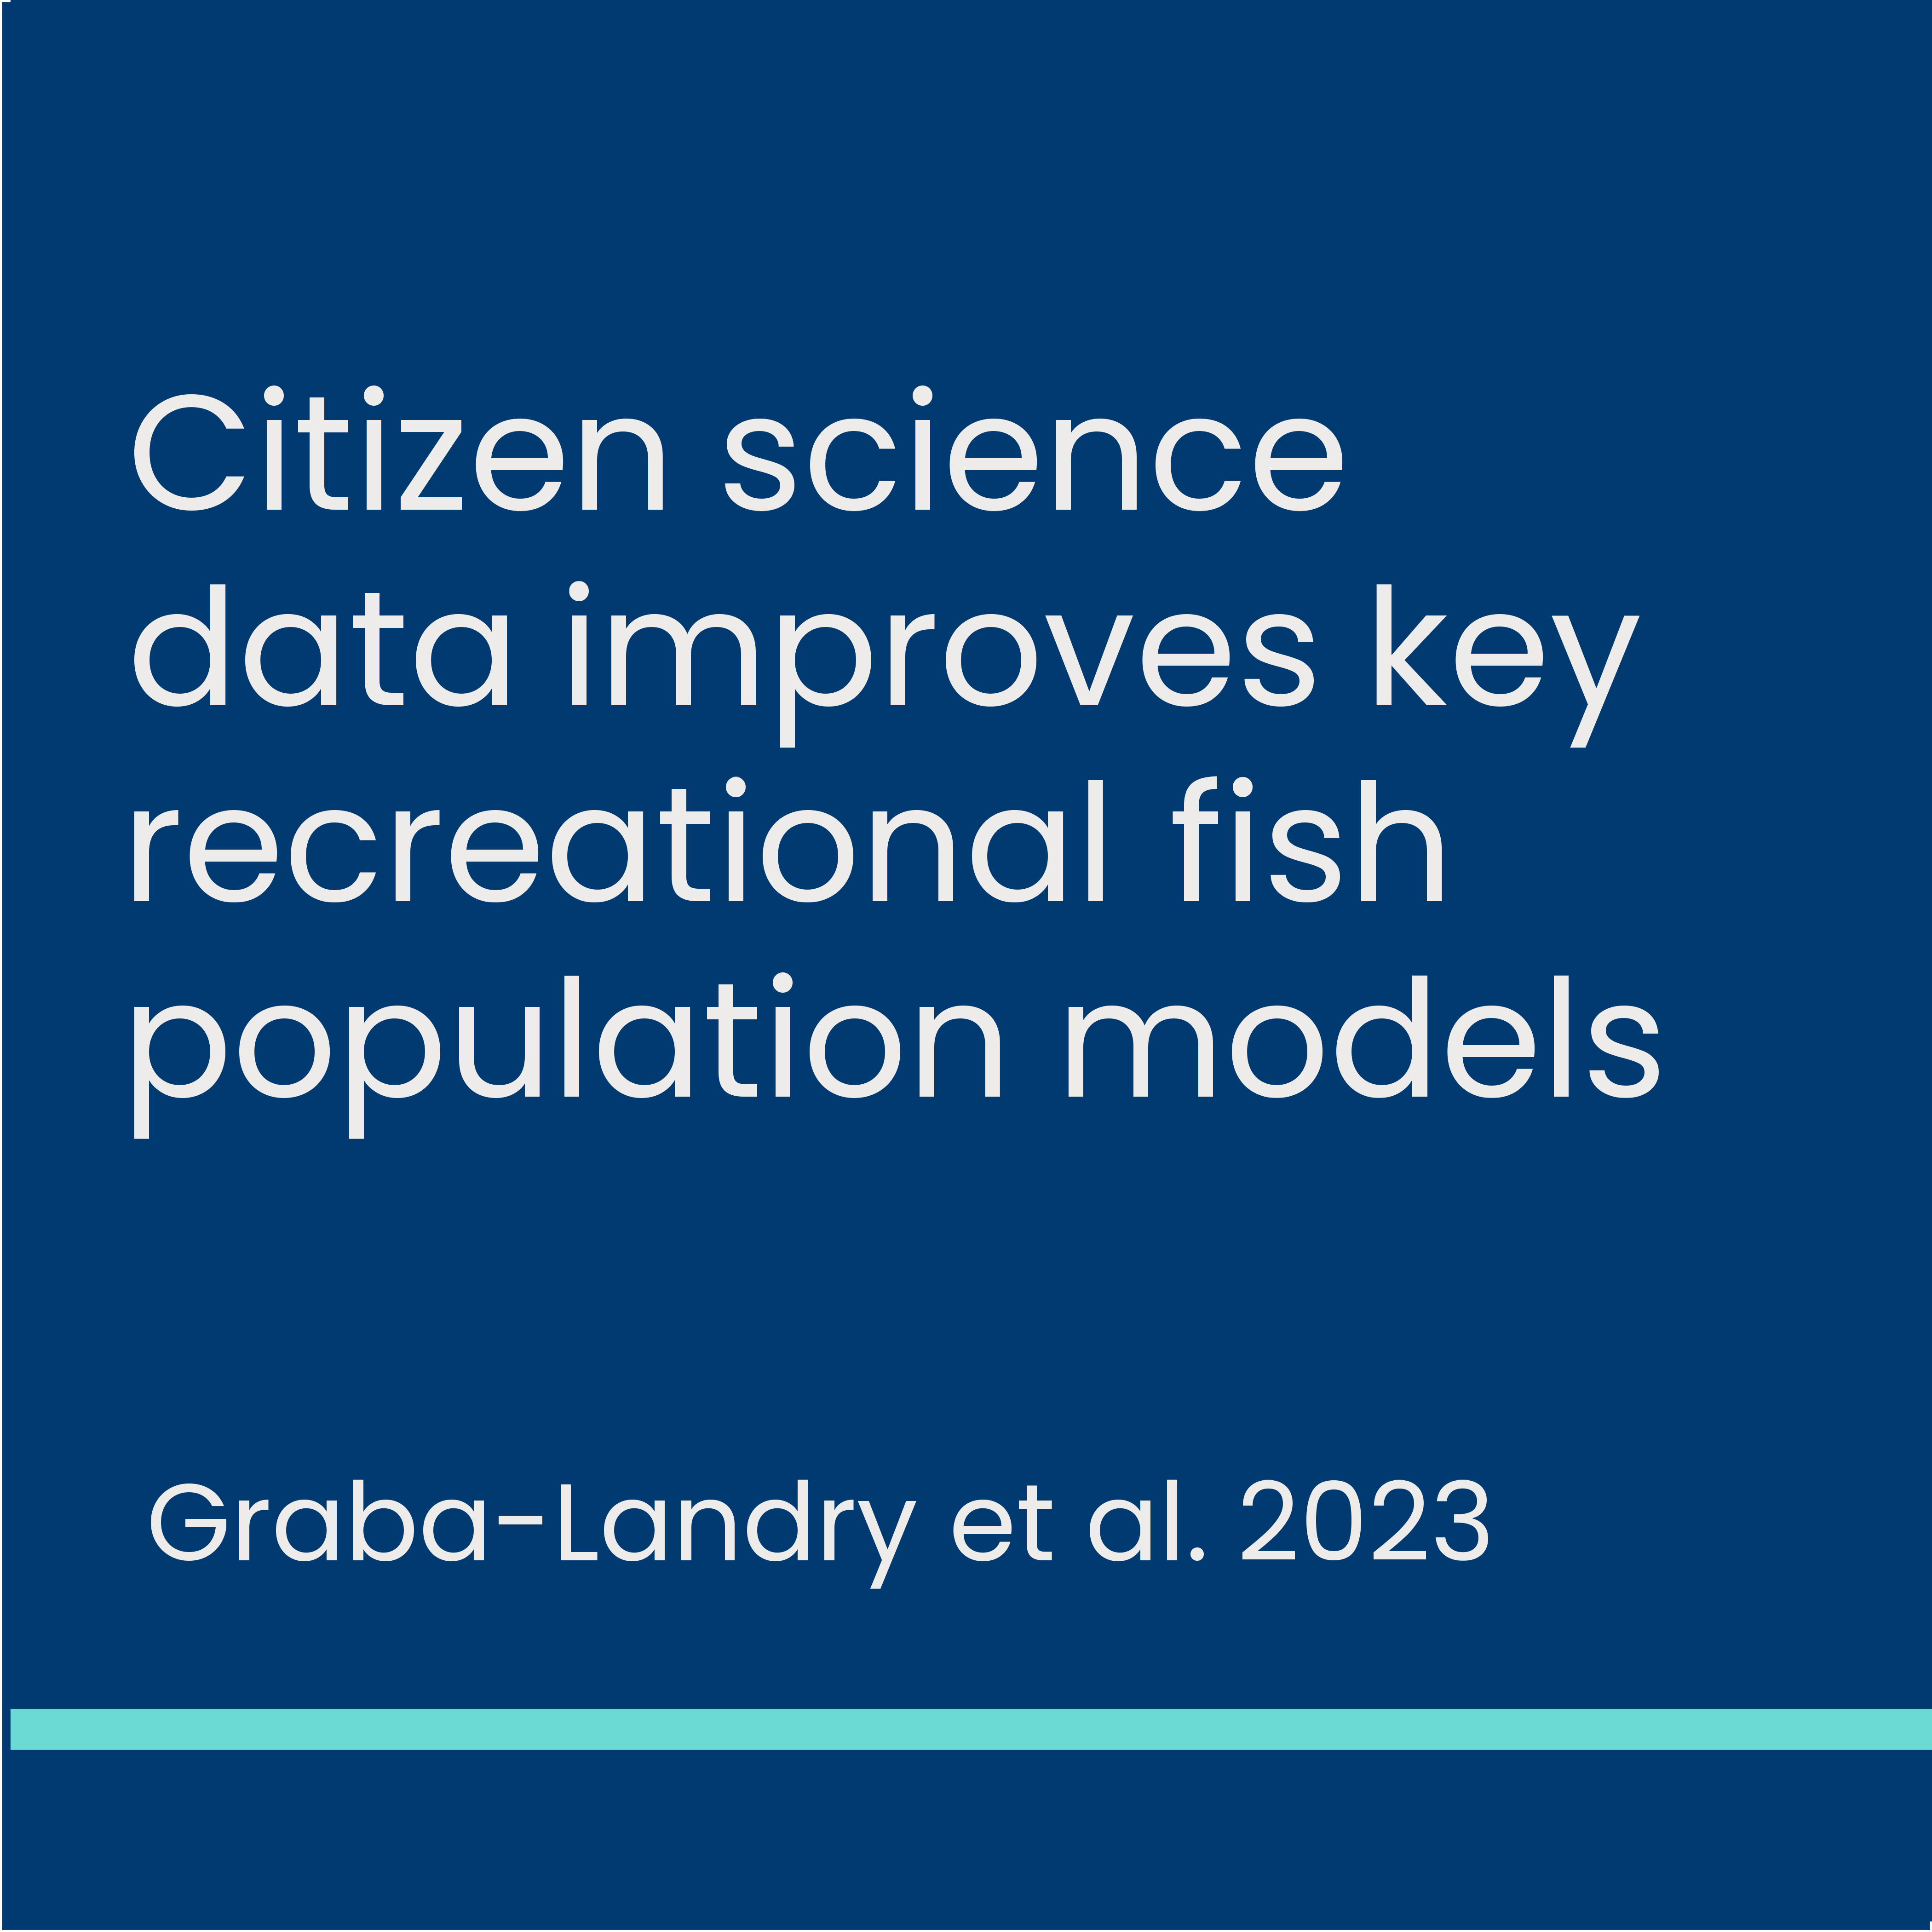 Citizen science
data improves key
recreational fish
population models
Graba-Landry et al. 2023